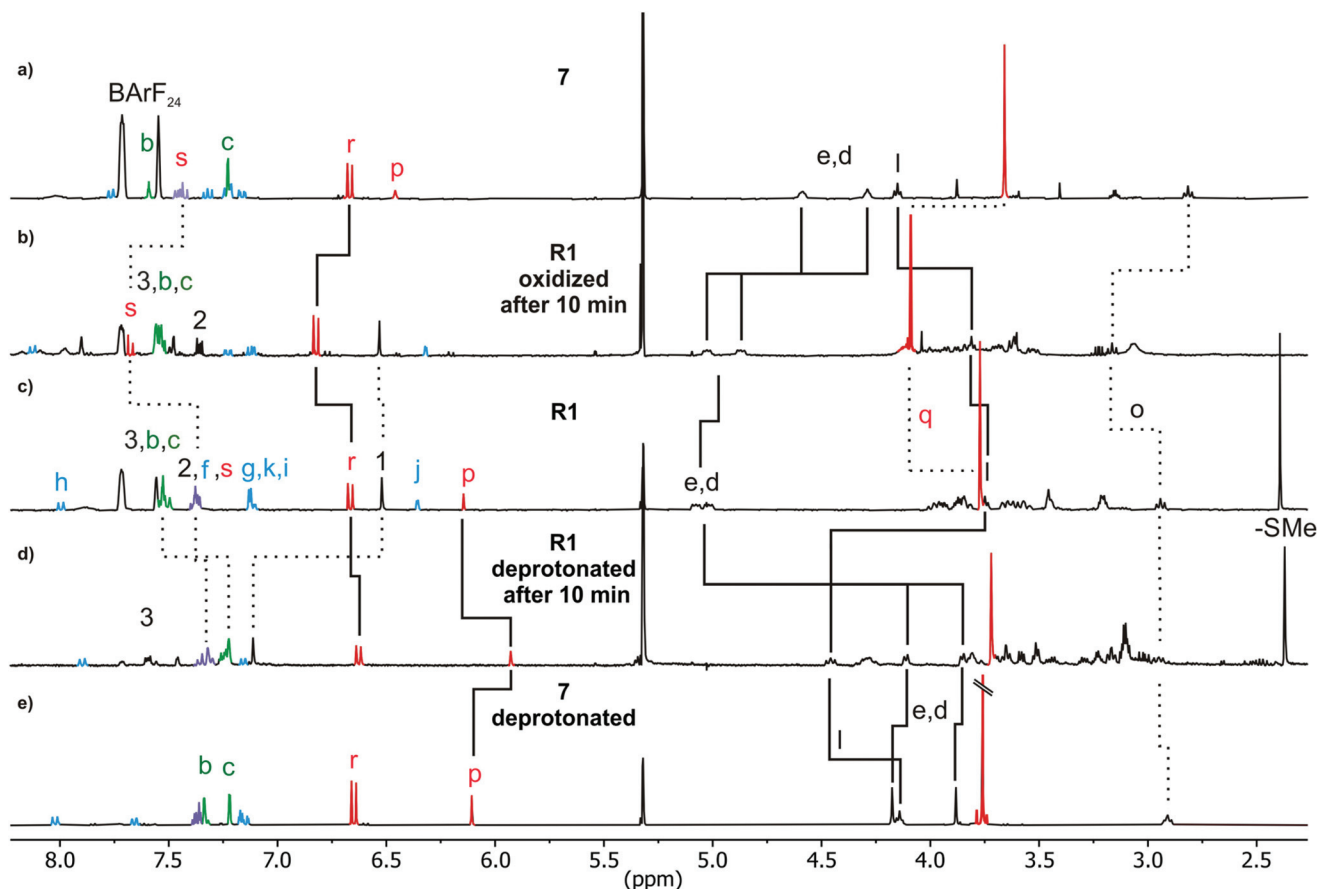 a)
7
BArF24
b
s
c
r
p
e,d
l
b)
R1
oxidized
after 10 min
3,b,c
s
2
c)
R1
3,b,c
h
2,f,s
g,k,i
1
r
j
p
e,d
q
o
-SMe
d)
R1
deprotonated
after 10 min
3
e)
7
deprotonated
b
c
r
p
l
e,d
8.0 7.5 7.0 6.5 6.0 5.5 5.0 4.5 4.0 3.5 3.0 2.5
(ppm)